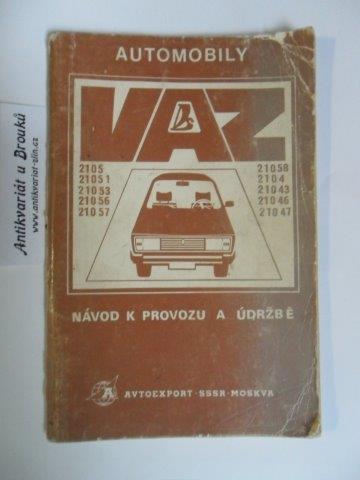 AUTOMOBILY
VAZ
2105
21051
21053
21056
21057
21058
2104
21043
21046
21047
NÁVOD K PROVOZU A ÚDRŽBĚ
AVTOEXPORT · SSSR · MOSKVA
Antikvariát u Brouků
www.antikvariat-zlin.cz